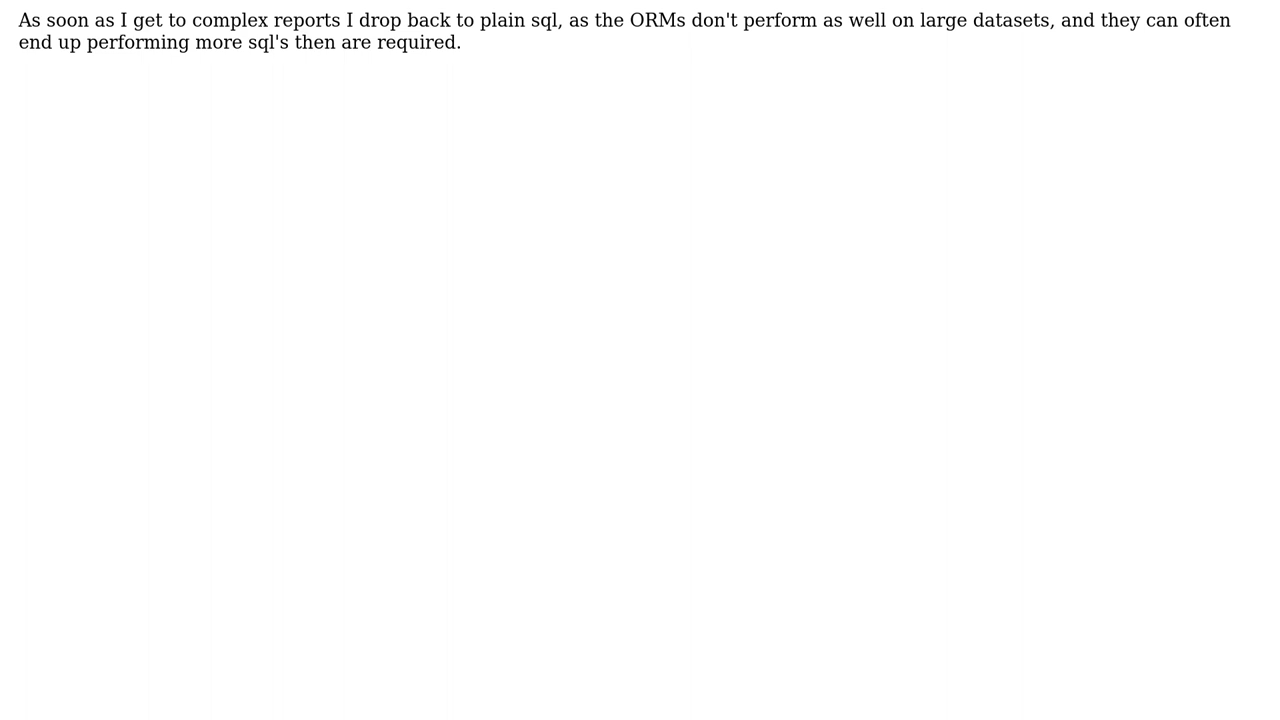 As soon as I get to complex reports I drop back to plain sql, as the ORMs don't perform as well on large datasets, and they can often
end up performing more sql's then are required.